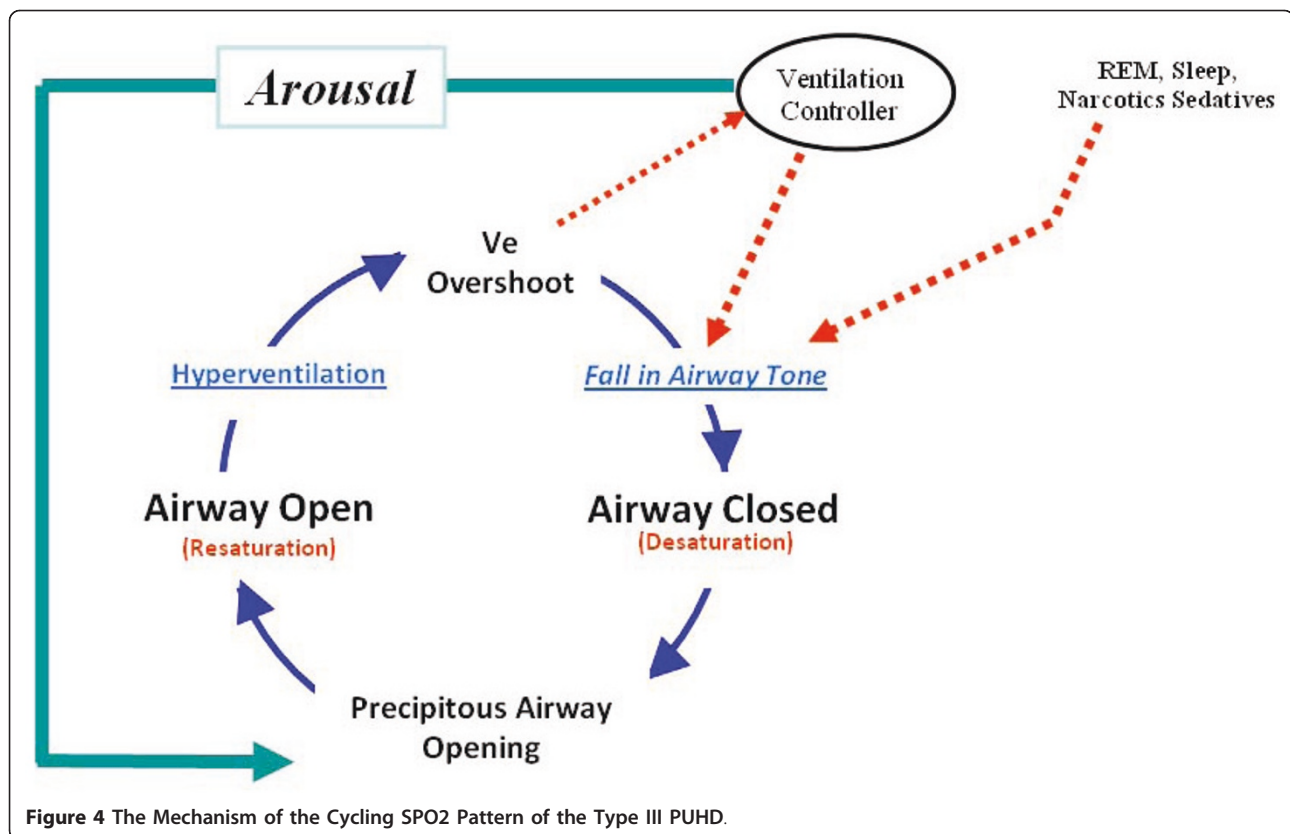 Arousal
Ventilation
Controller
REM, Sleep,
Narcotics Sedatives
Ve
Overshoot
Hyperventilation
Fall in Airway Tone
Airway Open
(Resaturation)
Airway Closed
(Desaturation)
Precipitous Airway
Opening
Figure 4 The Mechanism of the Cycling SPO2 Pattern of the Type III PUHD.